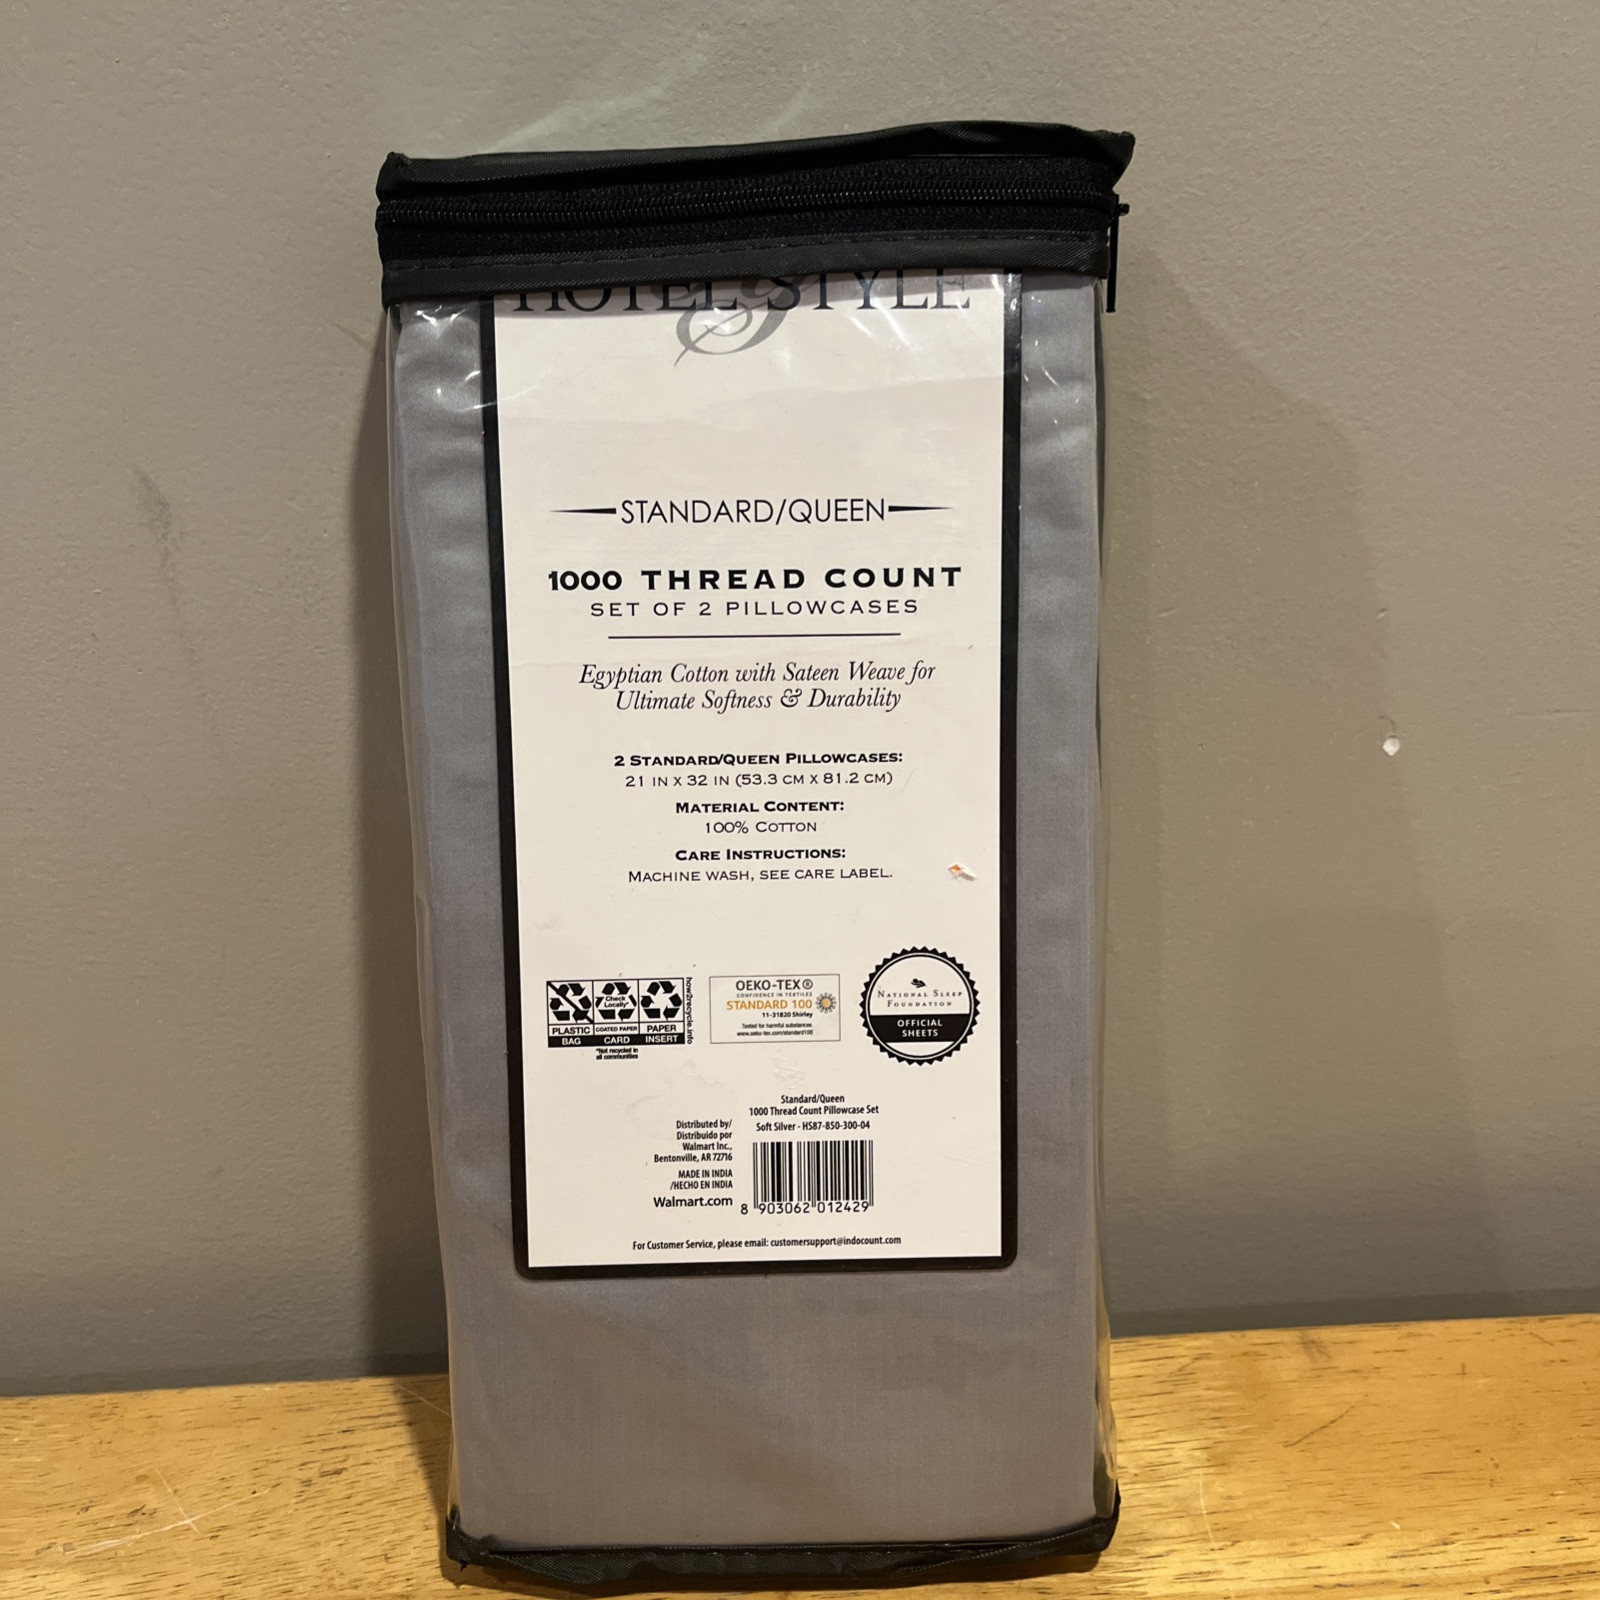 HOTEL STYLE
STANDARD/QUEEN
1000 THREAD COUNT
SET OF 2 PILLOWCASES
Egyptian Cotton with Sateen Weave for
Ultimate Softness & Durability
2 STANDARD/QUEEN PILLOWCASES:
21 IN X 32 IN (53.3 CM X 81.2 CM)
MATERIAL CONTENT:
100% COTTON
CARE INSTRUCTIONS:
MACHINE WASH, SEE CARE LABEL.
PLASTIC
BAG
Check
Locally*
COATED PAPER
CARD
PAPER
INSERT
how2recycle.info
*Not recycled in
all communities
OEKO-TEX®
CONFIDENCE IN TEXTILES
STANDARD 100
11-31820 Shirley
Tested for harmful substances
www.oeko-tex.com/standard100
NATIONAL SLEEP
FOUNDATION
OFFICIAL
SHEETS
Standard/Queen
1000 Thread Count Pillowcase Set
Soft Silver - HS87-850-300-04
Distributed by/
Distribuido por
Walmart Inc.,
Bentonville, AR 72716
MADE IN INDIA
/HECHO EN INDIA
Walmart.com
8 903062 012429
For Customer Service, please email: customersupport@indocount.com